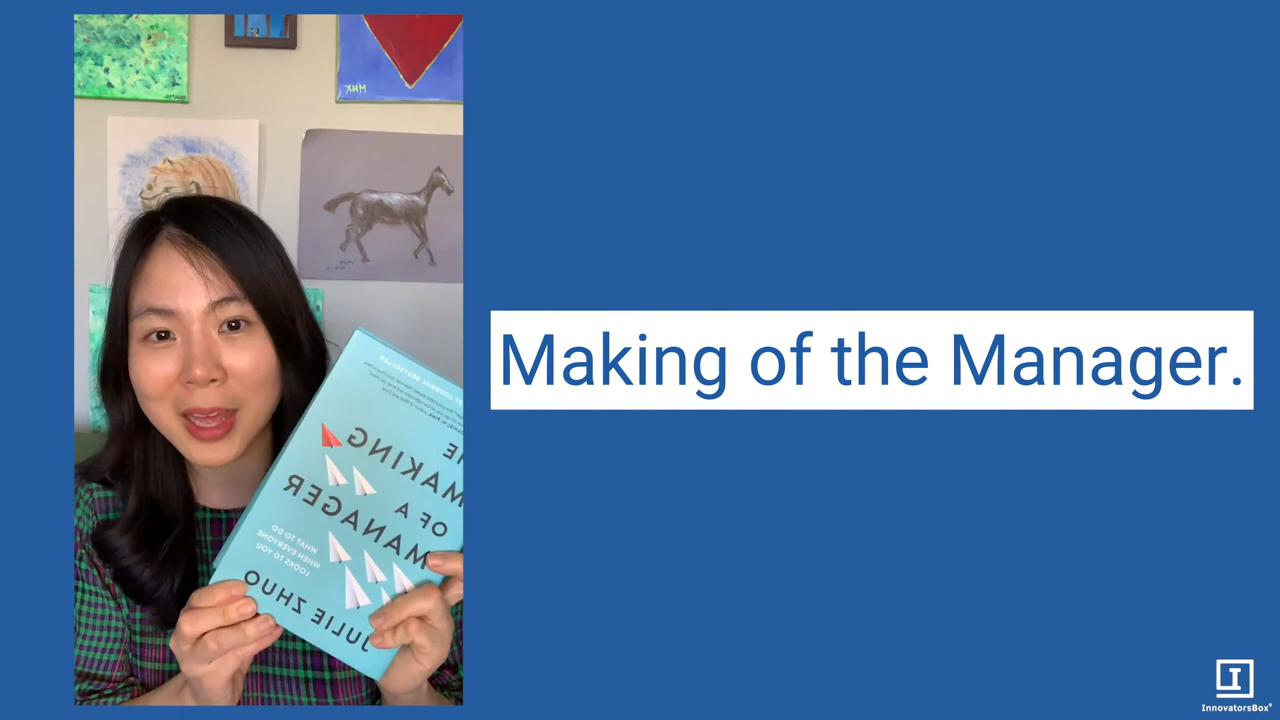 MHK
THE
MAKING
OF A
MANAGER
WHAT TO DO
WHEN EVERYONE
LOOKS TO YOU
JULIE ZHUO
Making of the Manager.
I
InnovatorsBox®